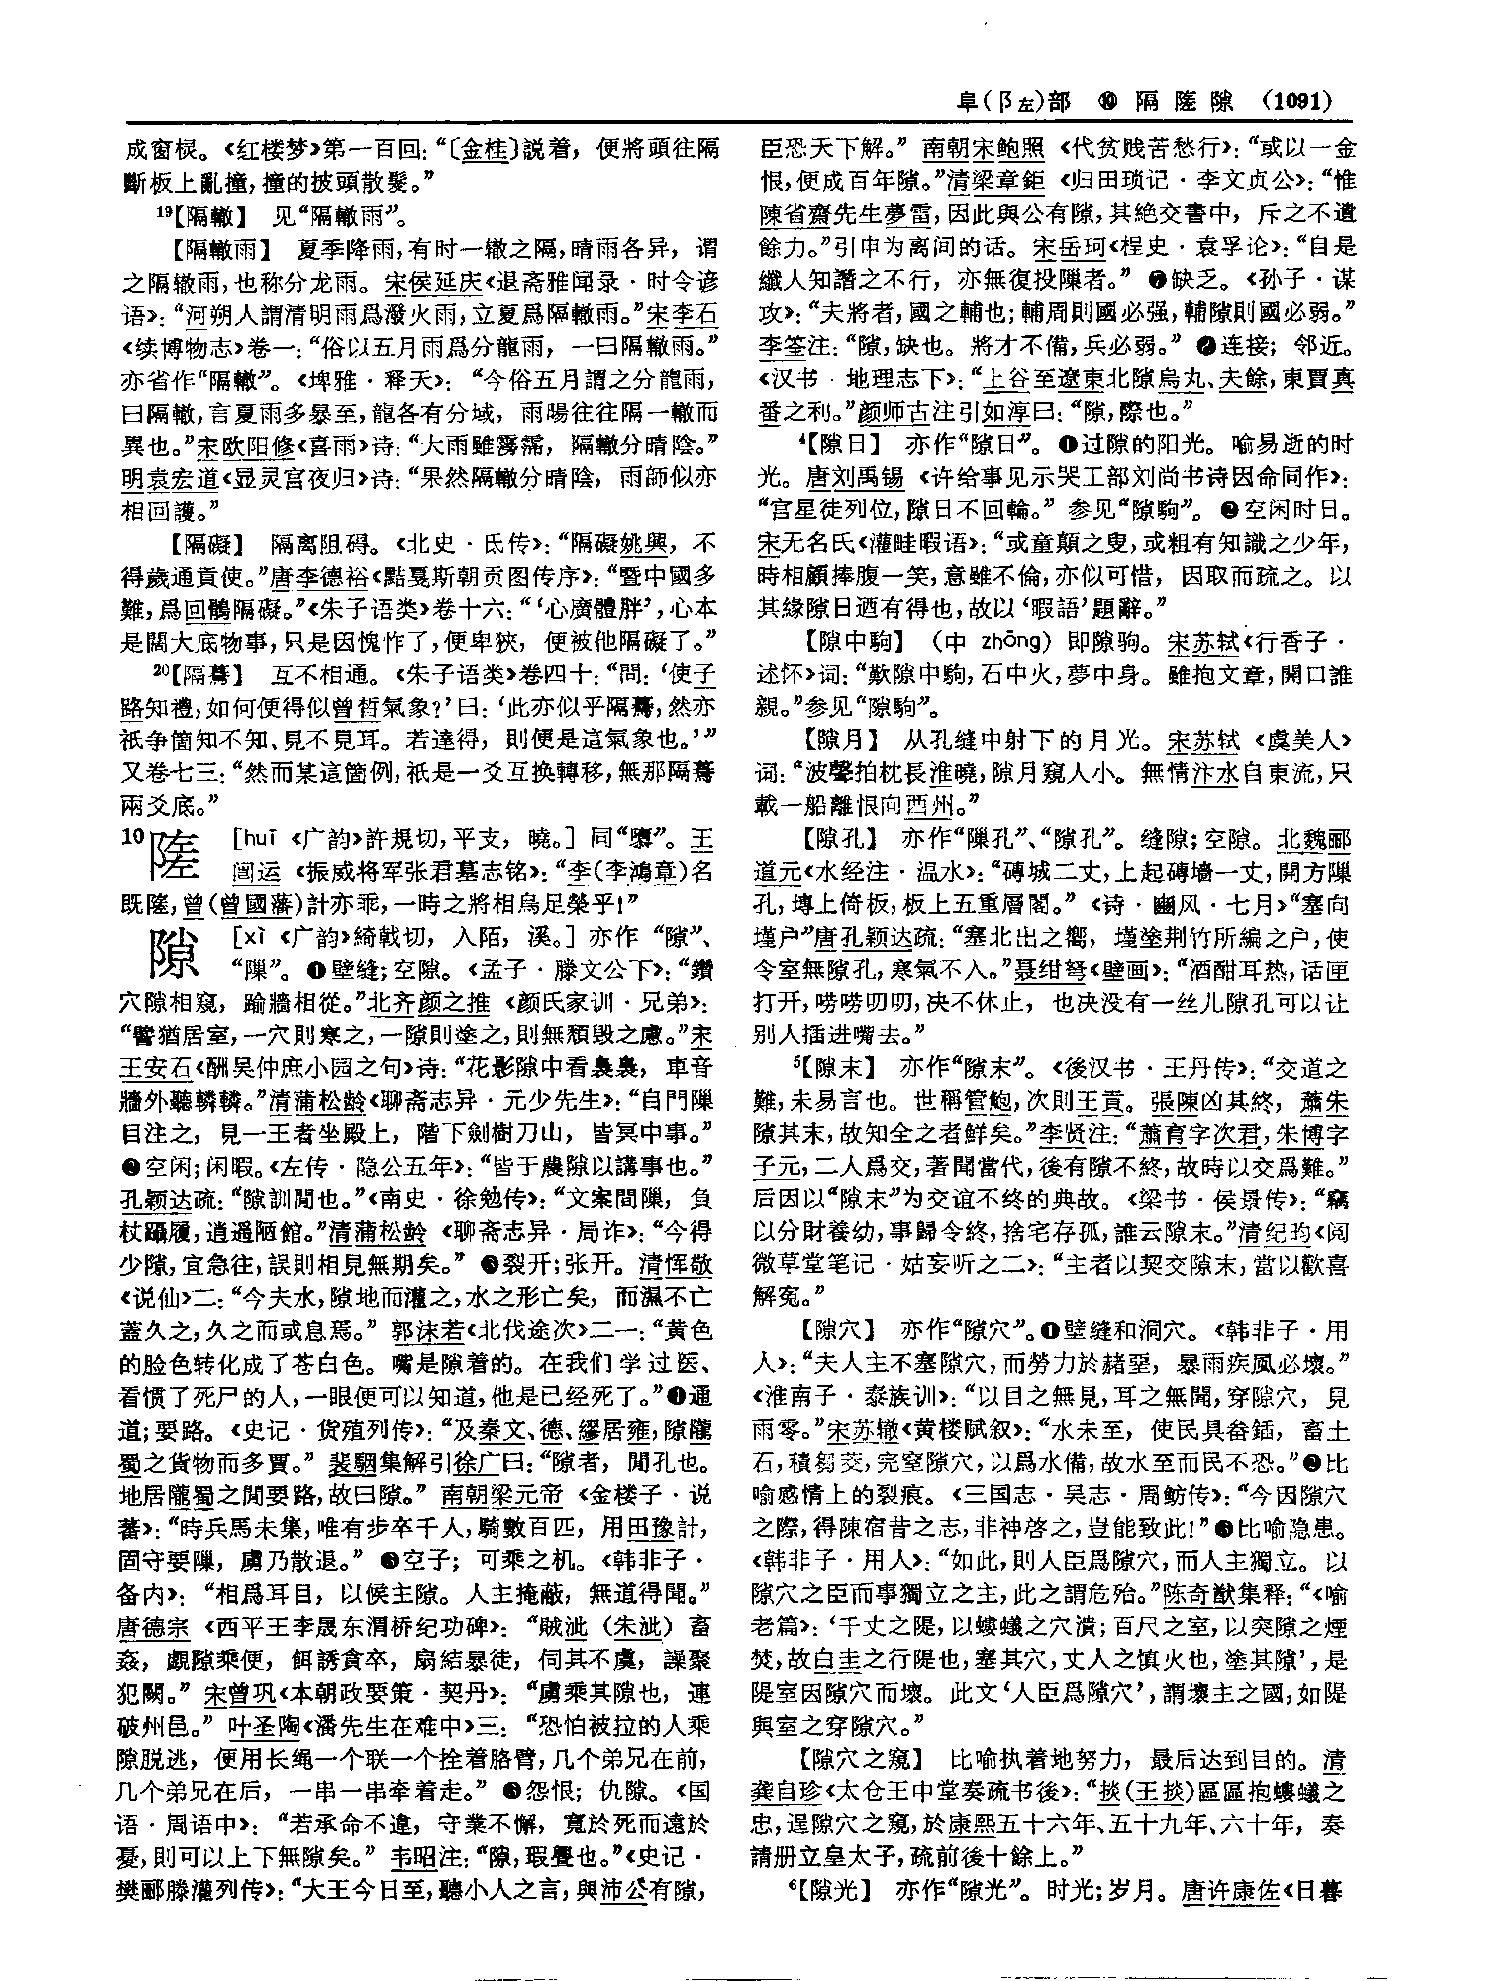 阜(阝左)部 ⑩ 隔 隓 隙 (1091)
成窗棂。《红楼梦》第一百回：“〔金桂〕説着，便將頭往隔
斷板上亂撞，撞的披頭散髮。”
19【隔轍】 见“隔轍雨”。
【隔轍雨】 夏季降雨，有时一辙之隔，晴雨各异，谓
之隔辙雨，也称分龙雨。宋侯延庆《退斋雅闻录·时令谚
语》：“河朔人謂清明雨爲潑火雨，立夏爲隔轍雨。”宋李石
《续博物志》卷一：“俗以五月雨爲分龍雨，一曰隔轍雨。”
亦省作“隔轍”。《埤雅·释天》：“今俗五月謂之分龍雨，
曰隔轍，言夏雨多暴至，龍各有分域，雨暘往往隔一轍而
異也。”宋欧阳修《喜雨》诗：“大雨雖霶霈，隔轍分晴陰。”
明袁宏道《显灵宫夜归》诗：“果然隔轍分晴陰，雨師似亦
相回護。”
【隔礙】 隔离阻碍。《北史·氐传》：“隔礙姚興，不
得歲通貢使。”唐李德裕《黠戛斯朝贡图传序》：“暨中國多
難，爲回鶻隔礙。”《朱子语类》卷十六：“‘心廣體胖’，心本
是闊大底物事，只是因愧怍了，便卑狹，便被他隔礙了。”
20【隔驀】 互不相通。《朱子语类》卷四十：“問：‘使子
路知禮，如何便得似曾晳氣象？’曰：‘此亦似乎隔驀，然亦
祇争箇知不知、見不見耳。若達得，則便是這氣象也。’”
又卷七三：“然而某這箇例，祇是一爻互换轉移，無那隔驀
兩爻底。”
10隓 [huī 《广韵》許規切，平支，曉。] 同“隳”。王
闿运《振威将军张君墓志铭》：“李(李鴻章)名
既隓，曾(曾國藩)計亦乖，一時之將相烏足榮乎！”
隙 [xì 《广韵》綺戟切，入陌，溪。] 亦作“隙”、
“隟”。❶壁缝；空隙。《孟子·滕文公下》：“鑽
穴隙相窺，踰牆相從。”北齐颜之推《颜氏家训·兄弟》：
“譬猶居室，一穴則塞之，一隙則塗之，則無頽毁之慮。”宋
王安石《酬吴仲庶小园之句》诗：“花影隙中看裊裊，車音
牆外聽轔轔。”清蒲松龄《聊斋志异·元少先生》：“自門隟
目注之，見一王者坐殿上，階下劍樹刀山，皆冥中事。”
❷空闲；闲暇。《左传·隐公五年》：“皆于農隙以講事也。”
孔颖达疏：“隙訓閒也。”《南史·徐勉传》：“文案間隟，負
杖躡履，逍遥陋館。”清蒲松龄《聊斋志异·局诈》：“今得
少隙，宜急往，誤則相見無期矣。” ❸裂开；张开。清恽敬
《说仙》二：“今夫水，隙地而灌之，水之形亡矣，而濕不亡
蓋久之，久之而或息焉。” 郭沫若《北伐途次》二一：“黄色
的脸色转化成了苍白色。嘴是隙着的。在我们学过医、
看惯了死尸的人，一眼便可以知道，他是已经死了。”❹通
道；要路。《史记·货殖列传》：“及秦文、德、繆居雍，隙隴
蜀之貨物而多賈。” 裴駰集解引徐广曰：“隙者，閒孔也。
地居隴蜀之閒要路，故曰隙。” 南朝梁元帝《金楼子·说
蕃》：“時兵馬未集，唯有步卒千人，騎數百匹，用田豫計，
固守要隟，虜乃散退。” ❺空子；可乘之机。《韩非子·
备内》：“相爲耳目，以候主隙。人主掩蔽，無道得聞。”
唐德宗《西平王李晟东渭桥纪功碑》：“賊泚（朱泚）畜
姦，覷隙乘便，餌誘貪卒，扇結暴徒，伺其不虞，譟聚
犯闕。” 宋曾巩《本朝政要策·契丹》：“虜乘其隙也，連
破州邑。” 叶圣陶《潘先生在难中》三：“恐怕被拉的人乘
隙脱逃，便用长绳一个联一个拴着胳臂，几个弟兄在前，
几个弟兄在后，一串一串牵着走。” ❻怨恨；仇隙。《国
语·周语中》：“若承命不違，守業不懈，寬於死而遠於
憂，則可以上下無隙矣。” 韦昭注：“隙，瑕釁也。”《史记·
樊郦滕灌列传》：“大王今日至，聽小人之言，與沛公有隙，
臣恐天下解。” 南朝宋鲍照《代贫贱苦愁行》：“或以一金
恨，便成百年隙。”清梁章鉅《归田琐记·李文贞公》：“惟
陳省齋先生夢雷，因此與公有隙，其絶交書中，斥之不遺
餘力。”引申为离间的话。宋岳珂《桯史·袁孚论》：“自是
纖人知譖之不行，亦無復投隟者。” ❼缺乏。《孙子·谋
攻》：“夫將者，國之輔也；輔周則國必强，輔隙則國必弱。”
李筌注：“隙，缺也。將才不備，兵必弱。” ❽连接；邻近。
《汉书·地理志下》：“上谷至遼東北隙烏丸、夫餘，東賈真
番之利。”颜师古注引如淳曰：“隙，際也。”
4【隙日】 亦作“隙日”。❶过隙的阳光。喻易逝的时
光。唐刘禹锡《许给事见示哭工部刘尚书诗因命同作》：
“宫星徒列位，隙日不回輪。” 参见“隙駒”。❷空闲时日。
宋无名氏《灌畦暇语》：“或童顛之叟，或粗有知識之少年，
時相顧捧腹一笑，意雖不倫，亦似可惜，因取而疏之。以
其緣隙日迺有得也，故以‘暇語’題辭。”
【隙中駒】 （中 zhōng）即隙驹。宋苏轼《行香子·
述怀》词：“歎隙中駒，石中火，夢中身。雖抱文章，開口誰
親。”参见“隙駒”。
【隙月】 从孔缝中射下的月光。宋苏轼《虞美人》
词：“波聲拍枕長淮曉，隙月窺人小。無情汴水自東流，只
載一船離恨向西州。”
【隙孔】 亦作“隟孔”、“隙孔”。缝隙；空隙。北魏郦
道元《水经注·温水》：“磚城二丈，上起磚墻一丈，開方隟
孔，塼上倚板，板上五重層閣。”《诗·豳风·七月》“塞向
墐户”唐孔颖达疏：“塞北出之嚮，墐塗荆竹所編之户，使
令室無隙孔，寒氣不入。”聂绀弩《壁画》：“酒酣耳热，话匣
打开，唠唠叨叨，决不休止，也决没有一丝儿隙孔可以让
别人插进嘴去。”
5【隙末】 亦作“隙末”。《後汉书·王丹传》：“交道之
難，未易言也。世稱管鮑，次則王貢。張陳凶其終，蕭朱
隙其末，故知全之者鮮矣。”李贤注：“蕭育字次君，朱博字
子元，二人爲交，著聞當代，後有隙不終，故時以交爲難。”
后因以“隙末”为交谊不终的典故。《梁书·侯景传》：“竊
以分財養幼，事歸令終，捨宅存孤，誰云隙末。”清纪昀《阅
微草堂笔记·姑妄听之二》：“主者以契交隙末，當以歡喜
解冤。”
【隙穴】 亦作“隙穴”。❶壁缝和洞穴。《韩非子·用
人》：“夫人主不塞隙穴，而勞力於赭堊，暴雨疾風必壞。”
《淮南子·泰族训》：“以目之無見，耳之無聞，穿隙穴，見
雨零。”宋苏辙《黄楼赋叙》：“水未至，使民具畚鍤，畜土
石，積芻茭，完窒隙穴，以爲水備，故水至而民不恐。”❷比
喻感情上的裂痕。《三国志·吴志·周鲂传》：“今因隙穴
之際，得陳宿昔之志，非神啓之，豈能致此！”❸比喻隐患。
《韩非子·用人》：“如此，則人臣爲隙穴，而人主獨立。以
隙穴之臣而事獨立之主，此之謂危殆。”陈奇猷集释：“《喻
老篇》：‘千丈之隄，以螻蟻之穴潰；百尺之室，以突隙之煙
焚，故白圭之行隄也，塞其穴，丈人之慎火也，塗其隙’，是
隄室因隙穴而壞。此文‘人臣爲隙穴’，謂壞主之國，如隄
與室之穿隙穴。”
【隙穴之窺】 比喻执着地努力，最后达到目的。清
龚自珍《太仓王中堂奏疏书後》：“掞(王掞)區區抱螻蟻之
忠，逞隙穴之窺，於康熙五十六年、五十九年、六十年，奏
請册立皇太子，疏前後十餘上。”
6【隙光】 亦作“隙光”。时光；岁月。唐许康佐《日暮